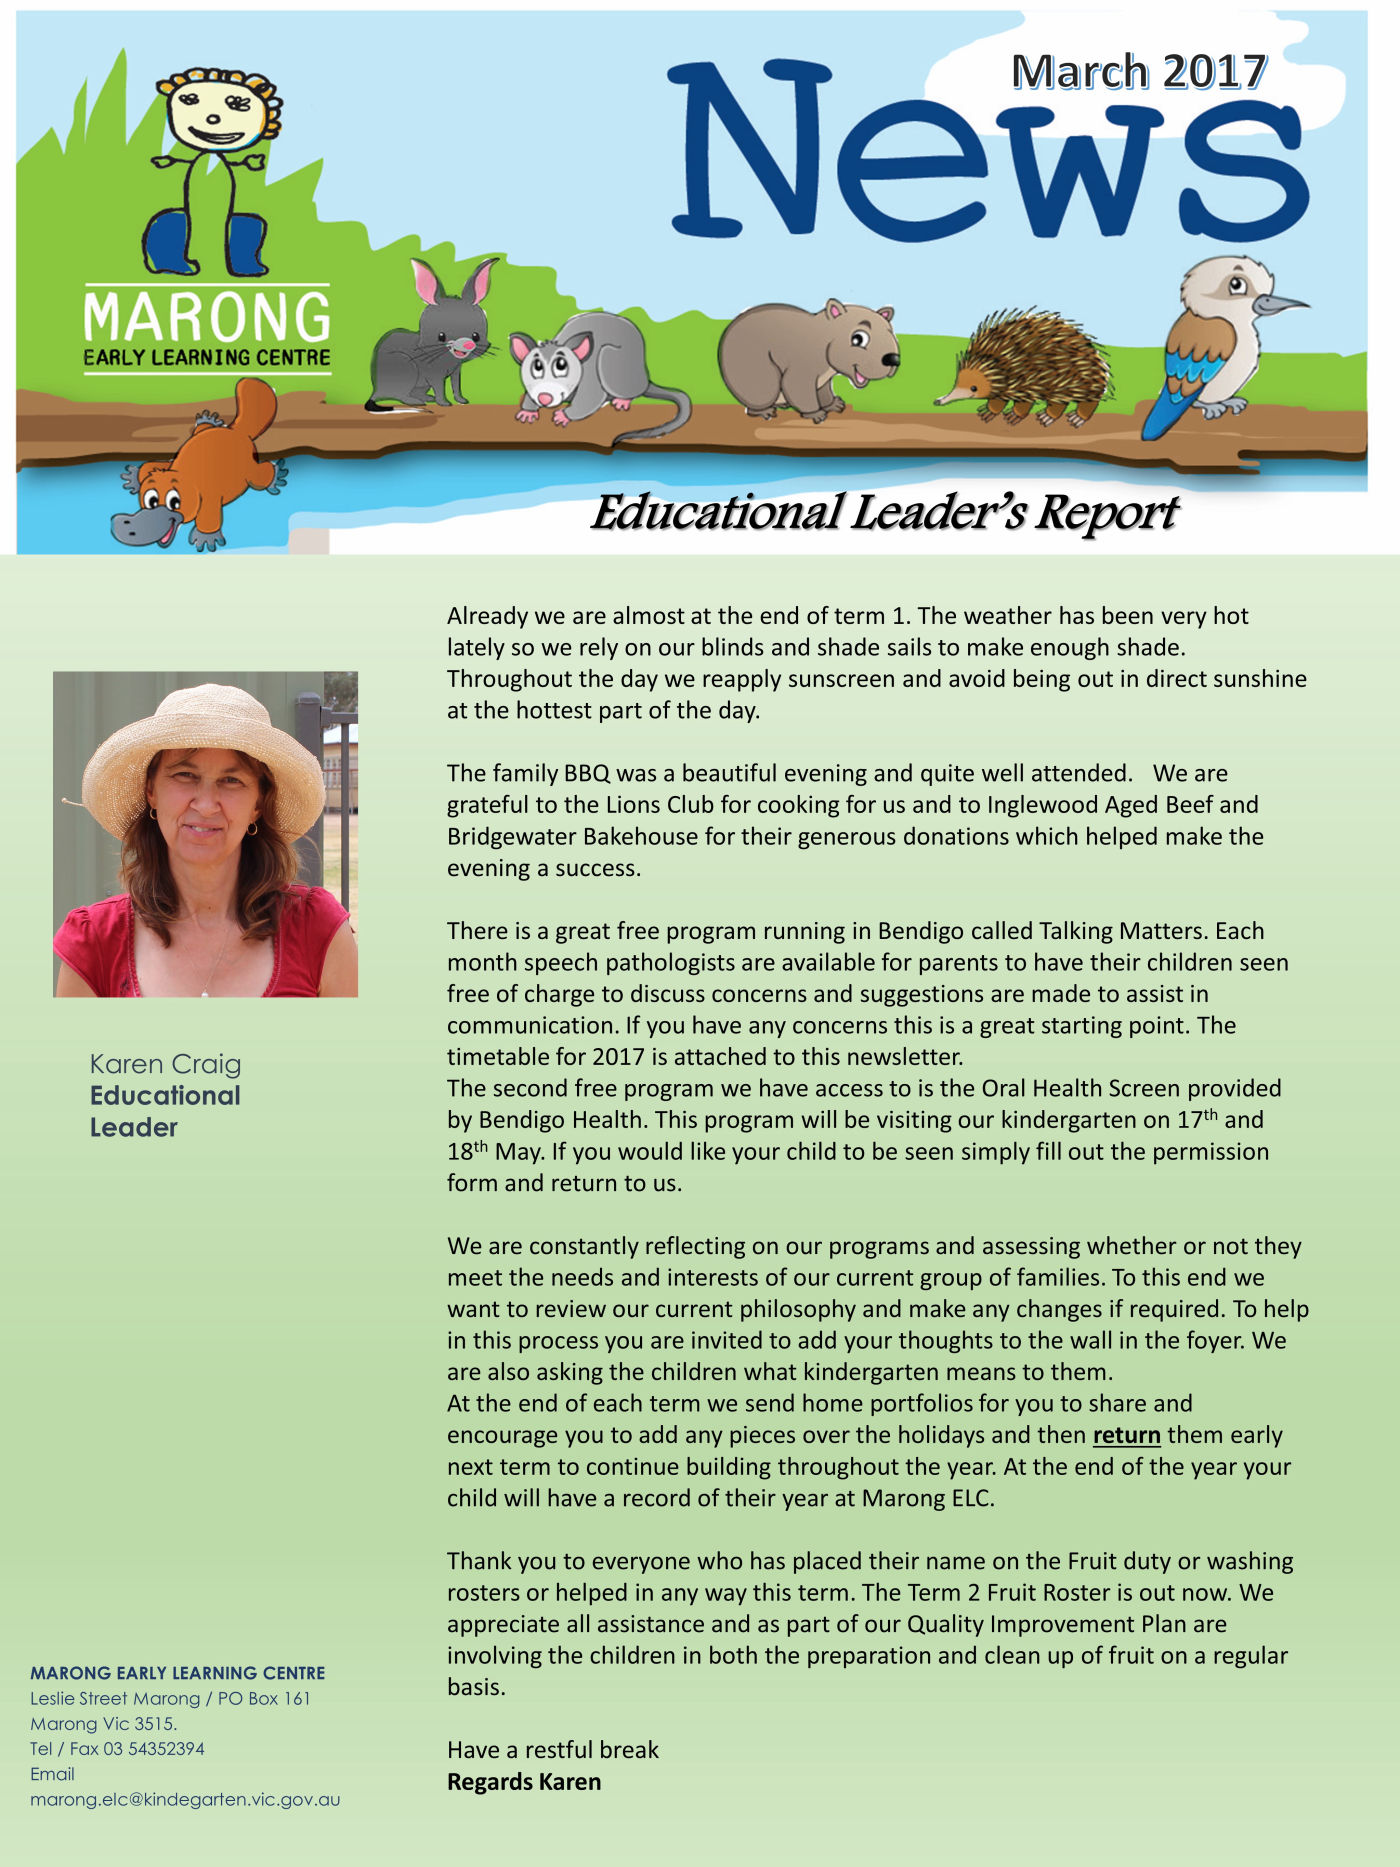 March 2017
News
MARONG
EARLY LEARNING CENTRE
Educational Leader's Report
Already we are almost at the end of term 1. The weather has been very hot
lately so we rely on our blinds and shade sails to make enough shade.
Throughout the day we reapply sunscreen and avoid being out in direct sunshine
at the hottest part of the day.
The family BBQ was a beautiful evening and quite well attended.   We are
grateful to the Lions Club for cooking for us and to Inglewood Aged Beef and
Bridgewater Bakehouse for their generous donations which helped make the
evening a success.
There is a great free program running in Bendigo called Talking Matters. Each
month speech pathologists are available for parents to have their children seen
free of charge to discuss concerns and suggestions are made to assist in
communication. If you have any concerns this is a great starting point. The
timetable for 2017 is attached to this newsletter.
The second free program we have access to is the Oral Health Screen provided
by Bendigo Health. This program will be visiting our kindergarten on 17th and
18th May. If you would like your child to be seen simply fill out the permission
form and return to us.
We are constantly reflecting on our programs and assessing whether or not they
meet the needs and interests of our current group of families. To this end we
want to review our current philosophy and make any changes if required. To help
in this process you are invited to add your thoughts to the wall in the foyer. We
are also asking the children what kindergarten means to them.
At the end of each term we send home portfolios for you to share and
encourage you to add any pieces over the holidays and then return them early
next term to continue building throughout the year. At the end of the year your
child will have a record of their year at Marong ELC.
Thank you to everyone who has placed their name on the Fruit duty or washing
rosters or helped in any way this term. The Term 2 Fruit Roster is out now. We
appreciate all assistance and as part of our Quality Improvement Plan are
involving the children in both the preparation and clean up of fruit on a regular
basis.
Have a restful break
Regards Karen
Karen Craig
Educational
Leader
MARONG EARLY LEARNING CENTRE
Leslie Street Marong / PO Box 161
Marong Vic 3515.
Tel / Fax 03 54352394
Email
marong.elc@kindegarten.vic.gov.au